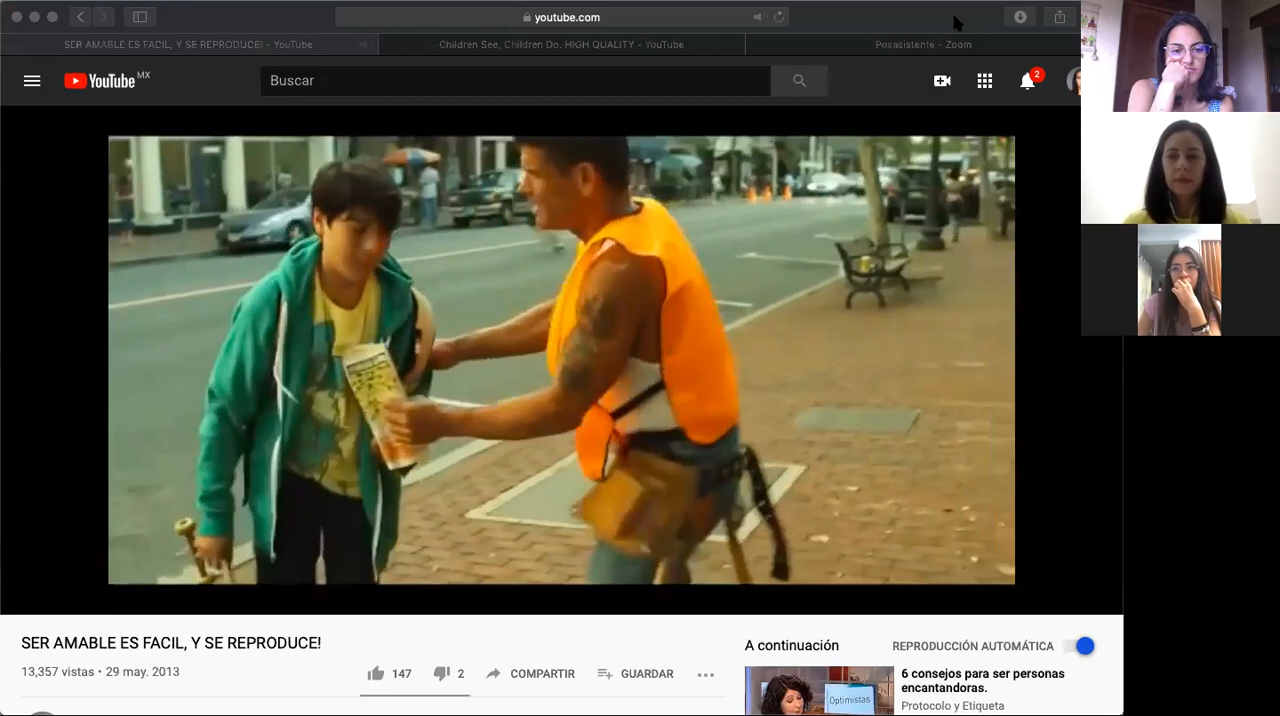 youtube.com
SER AMABLE ES FACIL, Y SE REPRODUCE! - YouTube
Children See, Children Do. HIGH QUALITY - YouTube
Posasistente - Zoom
YouTube MX
Buscar
2
SER AMABLE ES FACIL, Y SE REPRODUCE!
13,357 vistas • 29 may. 2013
147
2
COMPARTIR
GUARDAR
A continuación
REPRODUCCIÓN AUTOMÁTICA
Optimistas
6 consejos para ser personas
encantandoras.
Protocolo y Etiqueta